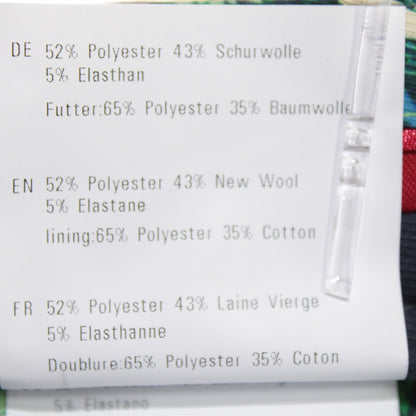 DE 52% Polyester 43% Schurwolle
5% Elasthan
Futter:65% Polyester 35% Baumwolle
EN 52% Polyester 43% New Wool
5% Elastane
lining:65% Polyester 35% Cotton
FR 52% Polyester 43% Laine Vierge
5% Elasthanne
Doublure:65% Polyester 35% Coton
5% Elastano